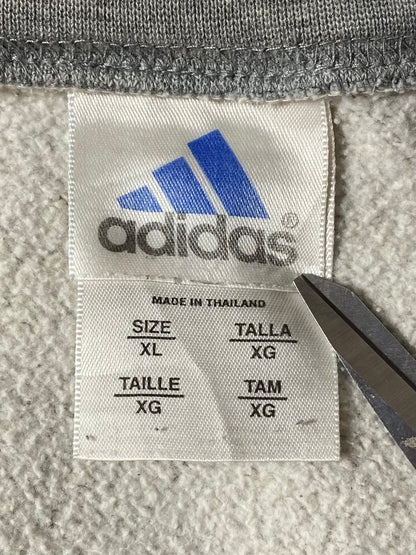 adidas®
MADE IN THAILAND
SIZE TALLA
XL XG
TAILLE TAM
XG XG